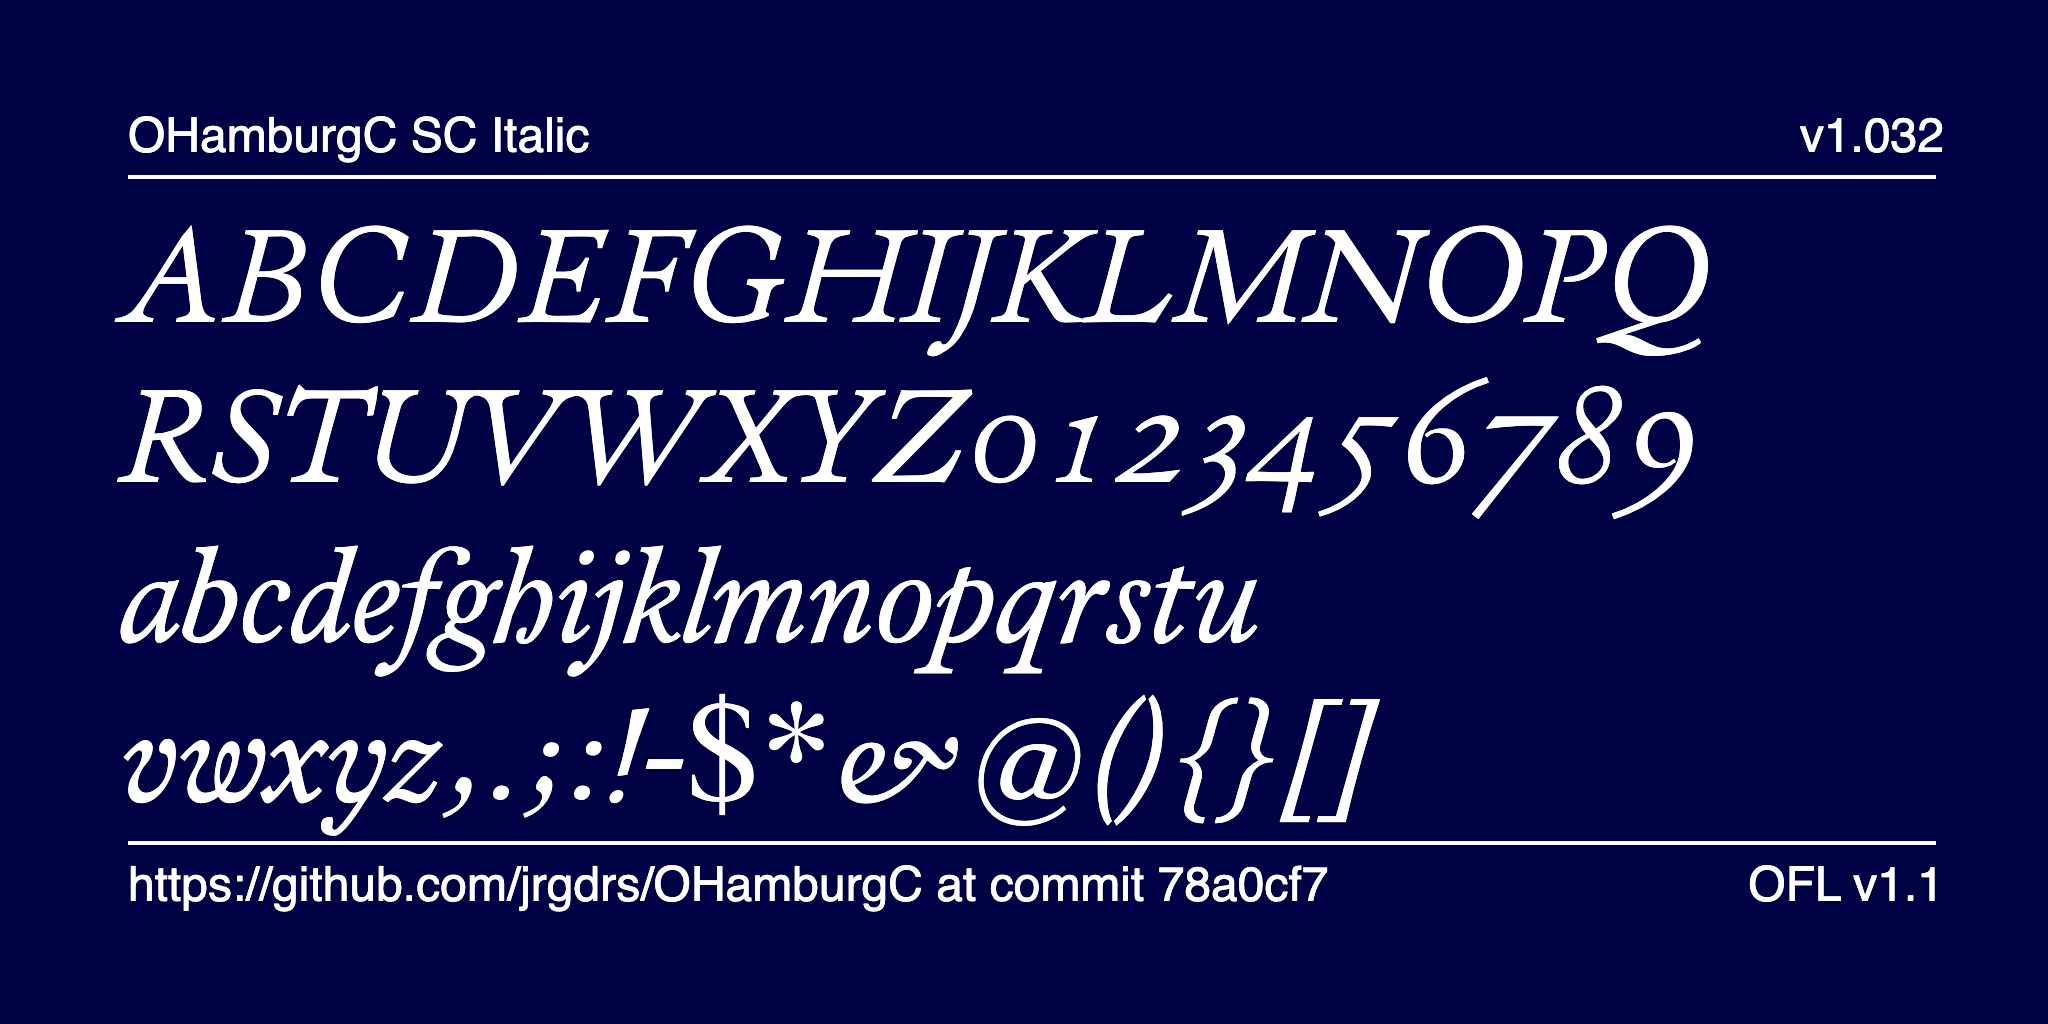 OHamburgC SC Italic
v1.032
ABCDEFGHIJKLMNOPQ
RSTUVWXYZ0123456789
abcdefghijklmnopqrstu
vwxyz,.;:!-$*&@(){}[]
https://github.com/jrgdrs/OHamburgC at commit 78a0cf7
OFL v1.1